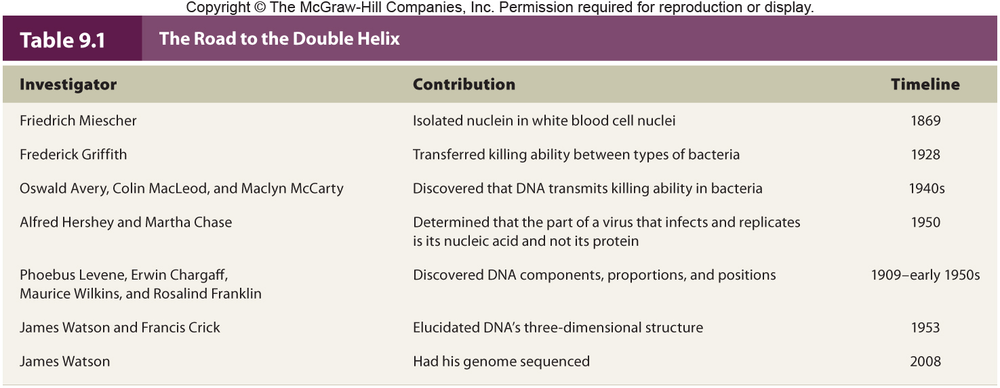 Copyright © The McGraw-Hill Companies, Inc. Permission required for reproduction or display.
Table 9.1 The Road to the Double Helix
Investigator Contribution Timeline
Friedrich Miescher Isolated nuclein in white blood cell nuclei 1869
Frederick Griffith Transferred killing ability between types of bacteria 1928
Oswald Avery, Colin MacLeod, and Maclyn McCarty Discovered that DNA transmits killing ability in bacteria 1940s
Alfred Hershey and Martha Chase Determined that the part of a virus that infects and replicates 1950
is its nucleic acid and not its protein
Phoebus Levene, Erwin Chargaff, Discovered DNA components, proportions, and positions 1909–early 1950s
Maurice Wilkins, and Rosalind Franklin
James Watson and Francis Crick Elucidated DNA’s three-dimensional structure 1953
James Watson Had his genome sequenced 2008